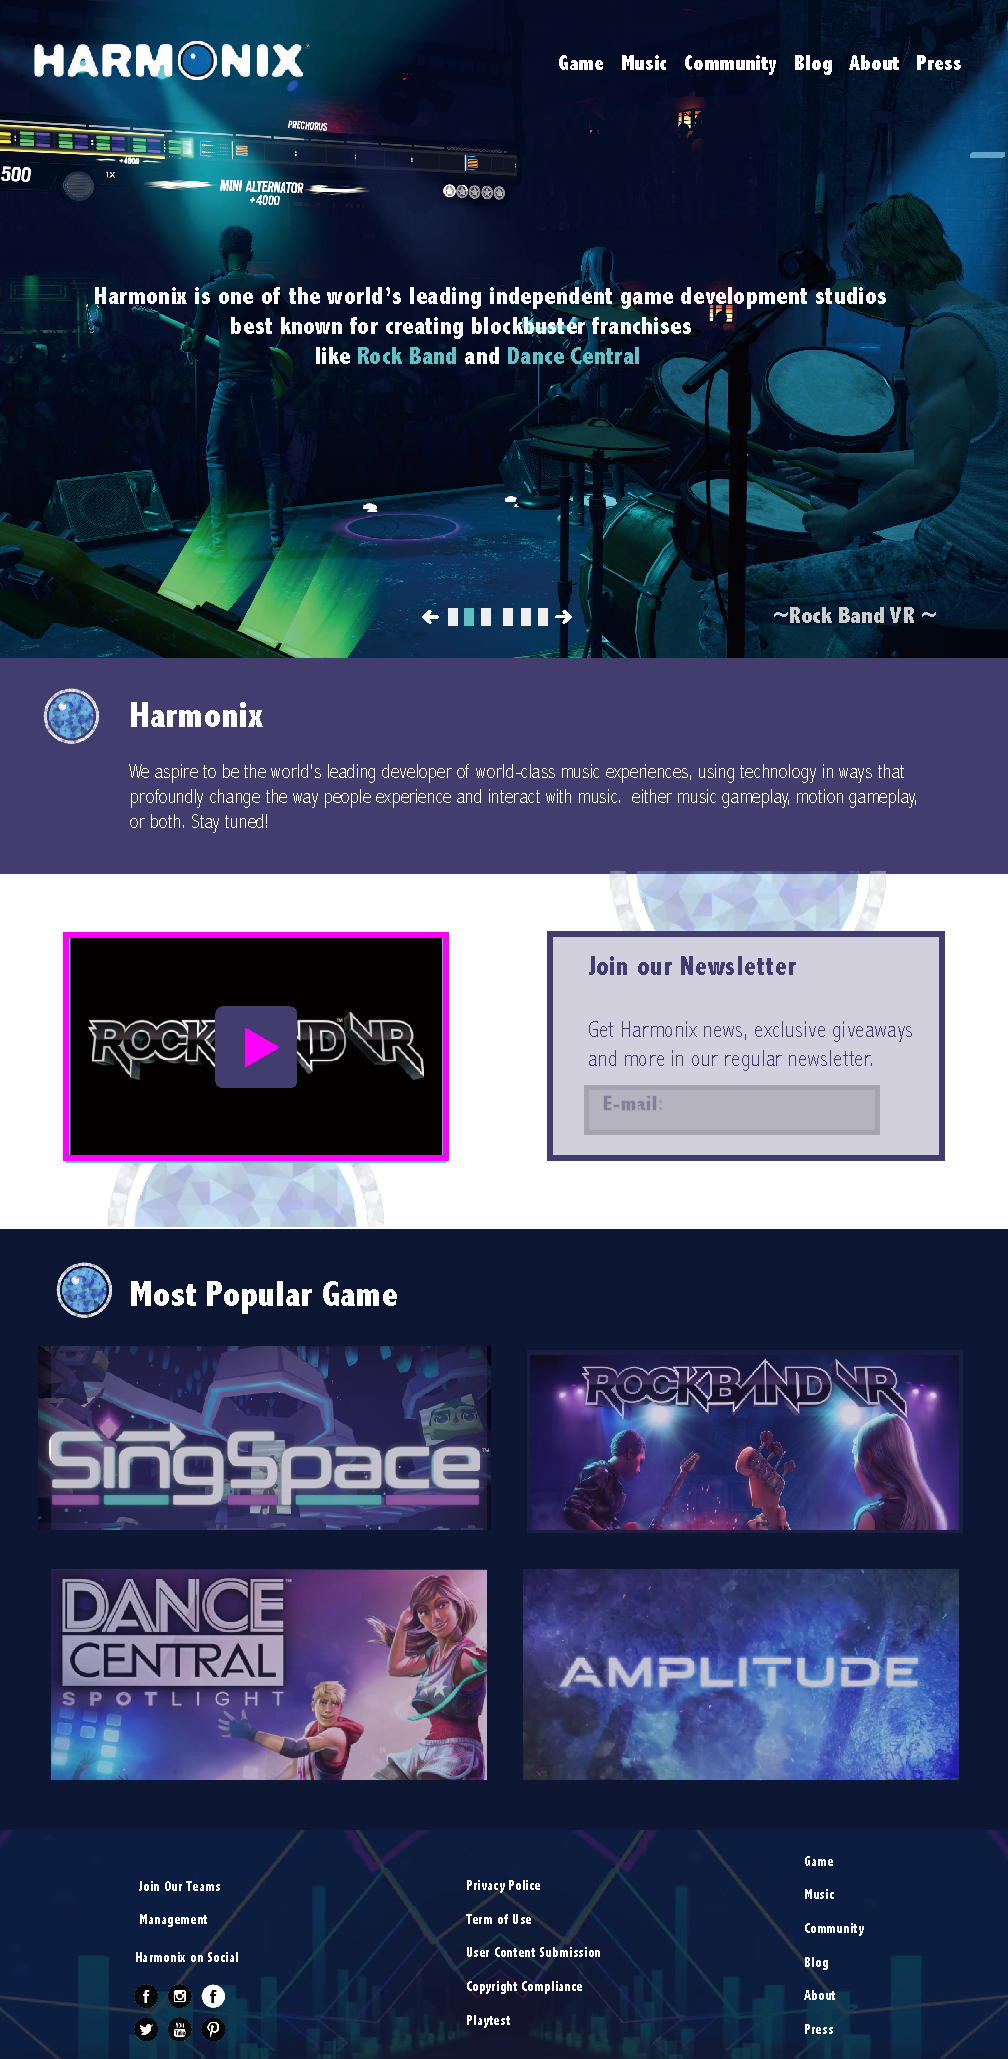 HARMONIX
Game Music Community Blog About Press
PRECHORUS
+4000
500
1X
MINI ALTERNATOR
+4000
Harmonix is one of the world's leading independent game development studios
best known for creating blockbuster franchises
like Rock Band and Dance Central
~Rock Band VR ~
Harmonix
We aspire to be the world's leading developer of world-class music experiences, using technology in ways that
profoundly change the way people experience and interact with music. either music gameplay, motion gameplay,
or both. Stay tuned!
ROCKBAND VR
Join our Newsletter
Get Harmonix news, exclusive giveaways
and more in our regular newsletter.
E-mail:
Most Popular Game
SingSpace™
ROCKBAND VR
DANCE
CENTRAL
SPOTLIGHT
AMPLITUDE
Join Our Teams
Management
Harmonix on Social
You
Tube
Privacy Police
Term of Use
User Content Submission
Copyright Compliance
Playtest
Game
Music
Community
Blog
About
Press